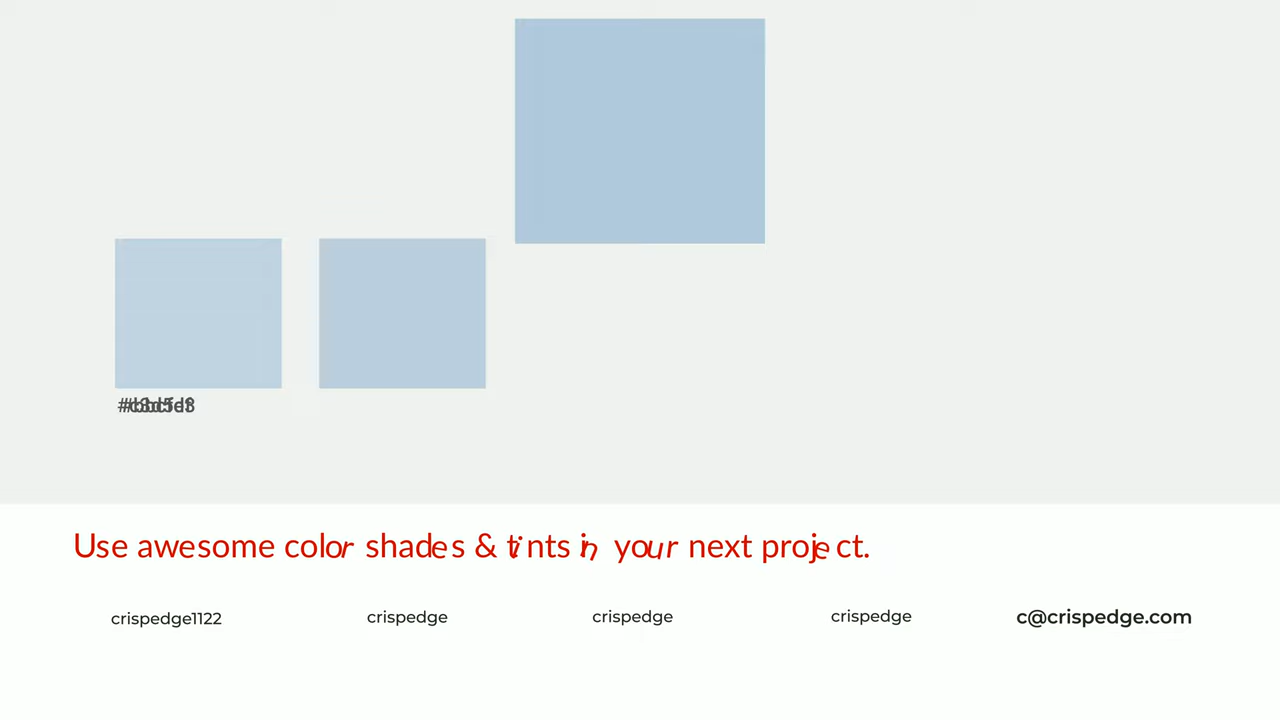 Use awesome color shades & tints in your next project.
crispedge1122 crispedge crispedge crispedge c@crispedge.com